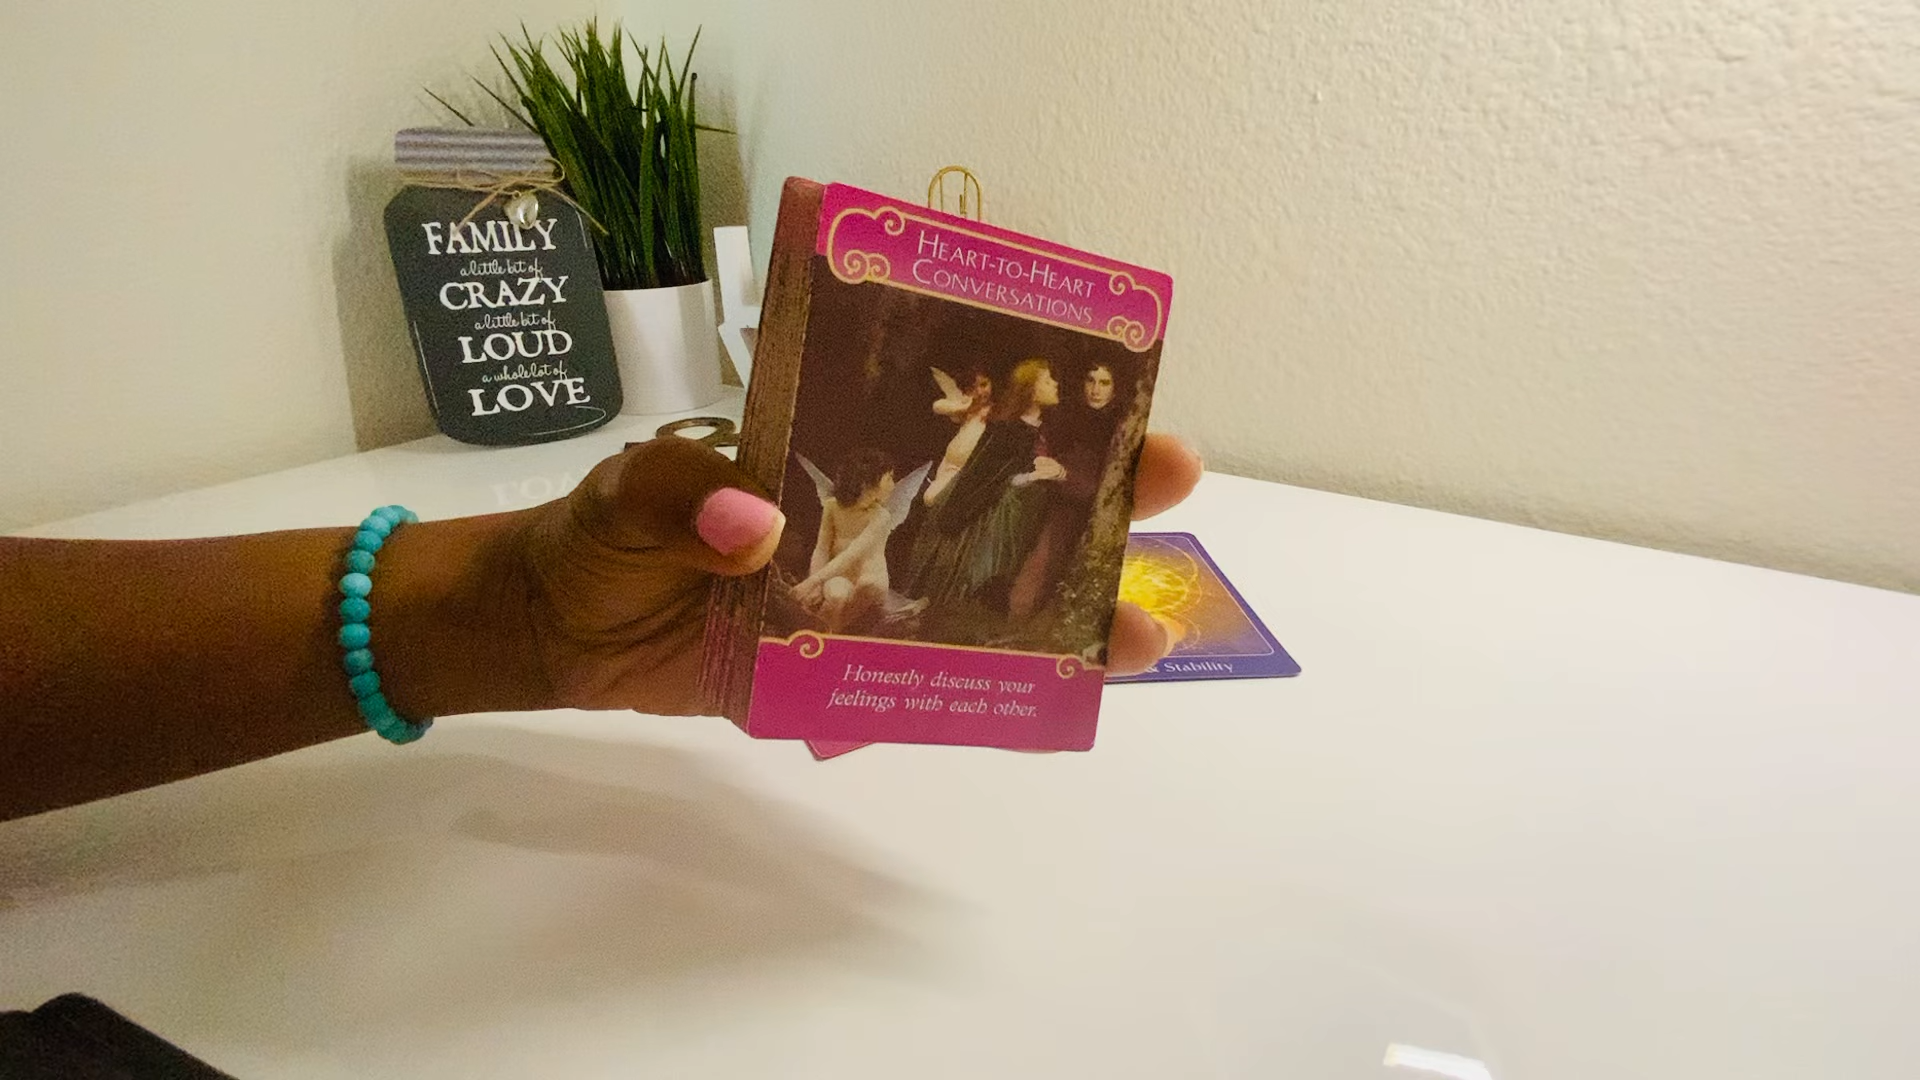 FAMILY
a little bit of
CRAZY
a little bit of
LOUD
a whole lot of
LOVE
HEART-TO-HEART
CONVERSATIONS
Honestly discuss your
feelings with each other.
& Stability